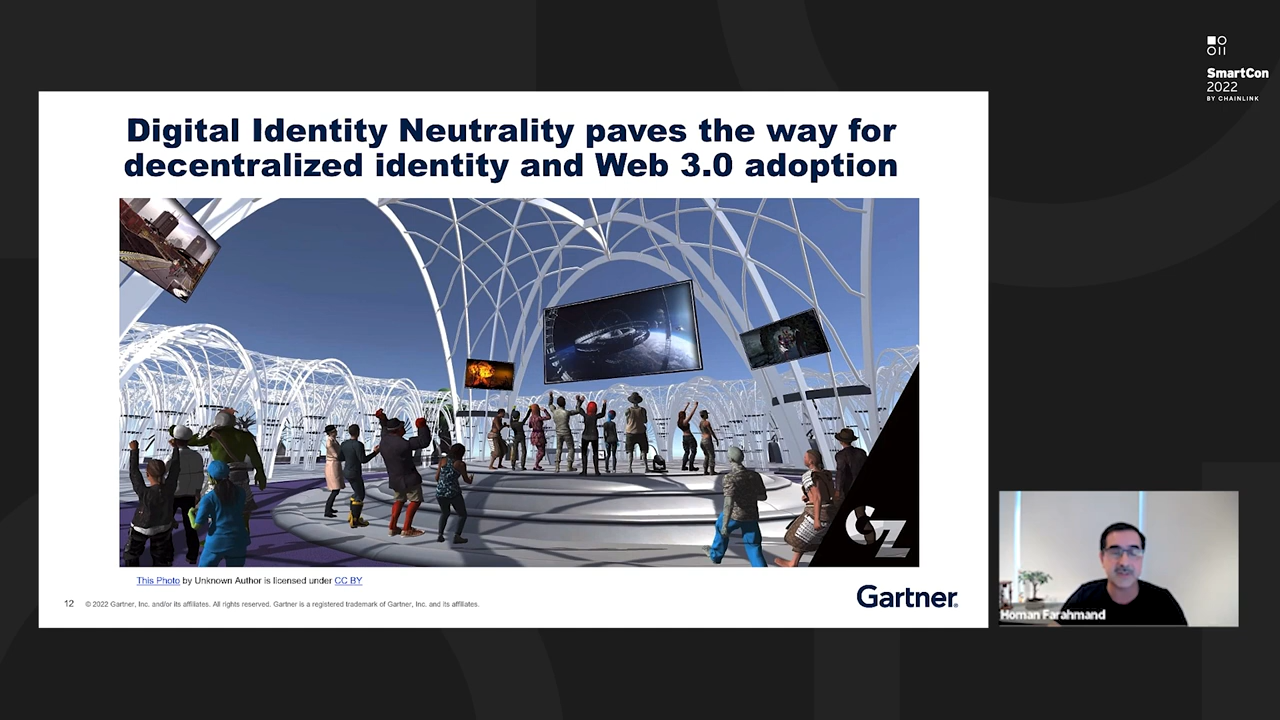 SmartCon
2022
BY CHAINLINK
Digital Identity Neutrality paves the way for
decentralized identity and Web 3.0 adoption
CZ
This Photo by Unknown Author is licensed under CC BY
12 © 2022 Gartner, Inc. and/or its affiliates. All rights reserved. Gartner is a registered trademark of Gartner, Inc. and its affiliates.
Gartner.
Homan Farahmand